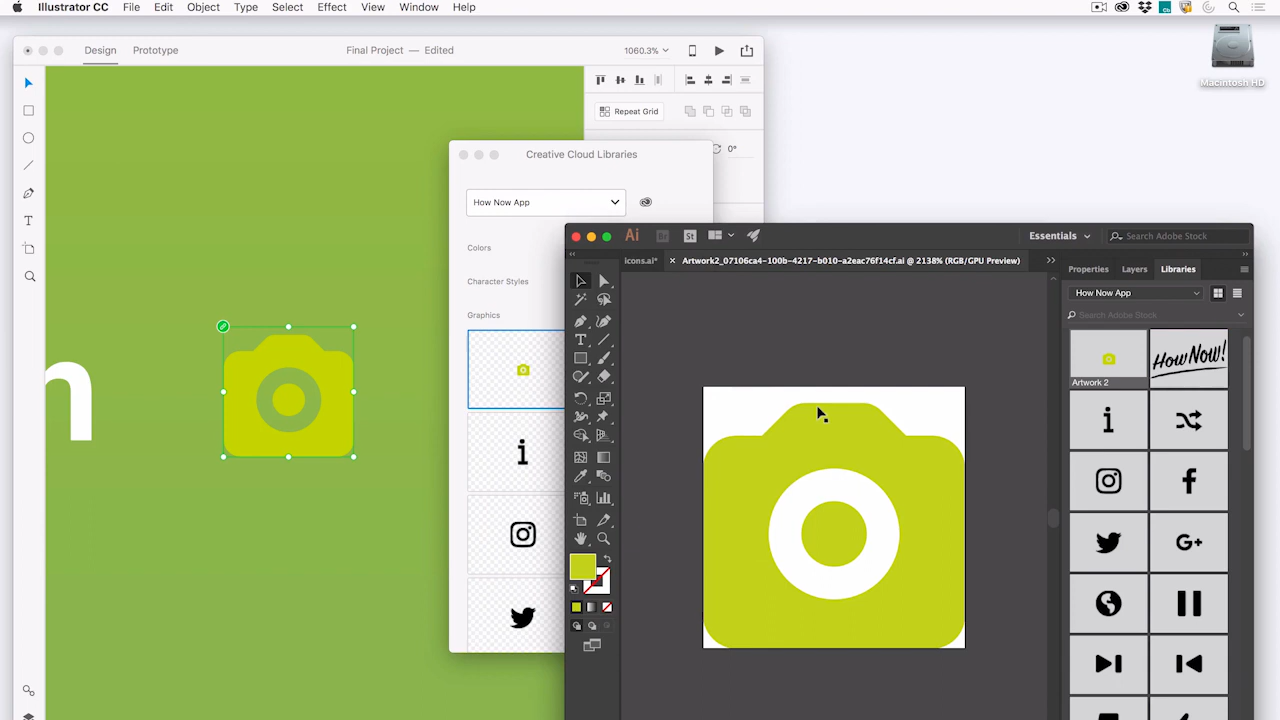 Illustrator CC File Edit Object Type Select Effect View Window Help
Macintosh HD
Design Prototype Final Project — Edited 1060.3%
Repeat Grid
0°
Creative Cloud Libraries
How Now App
Colors
Character Styles
Graphics
n
Ai Br St Essentials Search Adobe Stock
icons.ai* × Artwork2_07106ca4-100b-4217-b010-a2eac76f14cf.ai @ 2138% (RGB/GPU Preview)
Properties Layers Libraries
How Now App
Search Adobe Stock
Artwork 2
How Now!
G+